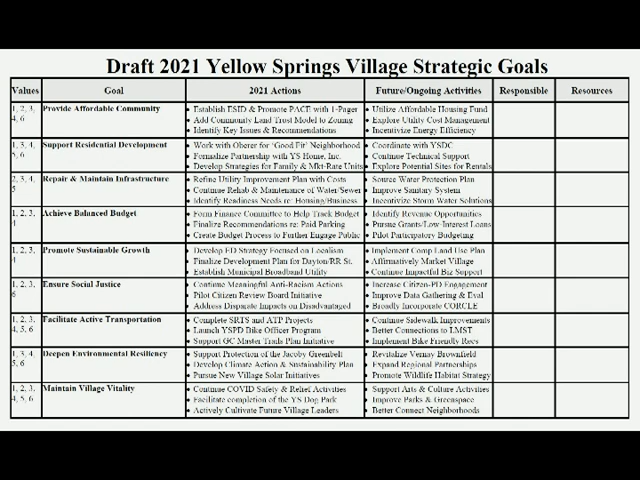 Draft 2021 Yellow Springs Village Strategic Goals
Values Goal 2021 Actions Future/Ongoing Activities Responsible Resources
1, 2, 3, Provide Affordable Community • Establish ESID & Promote PACE with 1-Pager • Utilize Affordable Housing Fund
4, 6 • Add Community Land Trust Model to Zoning • Explore Utility Cost Management
• Identify Key Issues & Recommendations • Incentivize Energy Efficiency
1, 3, 4, Support Residential Development • Work with Oberer for 'Good Fit' Neighborhood • Coordinate with YSDC
5, 6 • Formalize Partnership with YS Home, Inc. • Continue Technical Support
• Develop Strategies for Family & Mkt-Rate Units • Explore Potential Sites for Rentals
2, 3, 4, Repair & Maintain Infrastructure • Refine Utility Improvement Plan with Costs • Source Water Protection Plan
5 • Continue Rehab & Maintenance of Water/Sewer • Improve Sanitary System
• Identify Readiness Needs re: Housing/Business • Incentivize Storm Water Solutions
1, 2, 3, Achieve Balanced Budget • Form Finance Committee to Help Track Budget • Identify Revenue Opportunities
4 • Finalize Recommendations re: Paid Parking • Pursue Grants/Low-Interest Loans
• Create Budget Process to Further Engage Public • Pilot Participatory Budgeting
1, 2, 3, Promote Sustainable Growth • Develop ED Strategy Focused on Localism • Implement Comp Land Use Plan
4 • Finalize Development Plan for Dayton/RR St. • Affirmatively Market Village
• Establish Municipal Broadband Utility • Continue Impactful Biz Support
1, 2, 3, Ensure Social Justice • Continue Meaningful Anti-Racism Actions • Increase Citizen-PD Engagement
6 • Pilot Citizen Review Board Initiative • Improve Data Gathering & Eval
• Address Disparate Impacts on Disadvantaged • Broadly Incorporate CORCLE
1, 2, 3, Facilitate Active Transportation • Complete SRTS and ATP Projects • Continue Sidewalk Improvements
4, 5, 6 • Launch YSPD Bike Officer Program • Better Connections to LMST
• Support GC Master Trails Plan Initiative • Implement Bike Friendly Recs
1, 3, 4, Deepen Environmental Resiliency • Support Protection of the Jacoby Greenbelt • Revitalize Vernay Brownfield
5, 6 • Develop Climate Action & Sustainability Plan • Expand Regional Partnerships
• Pursue New Village Solar Initiatives • Promote Wildlife Habitat Strategy
1, 2, 3, Maintain Village Vitality • Continue COVID Safety & Relief Activities • Support Arts & Culture Activities
4, 5, 6 • Facilitate completion of the YS Dog Park • Improve Parks & Greenspace
• Actively Cultivate Future Village Leaders • Better Connect Neighborhoods